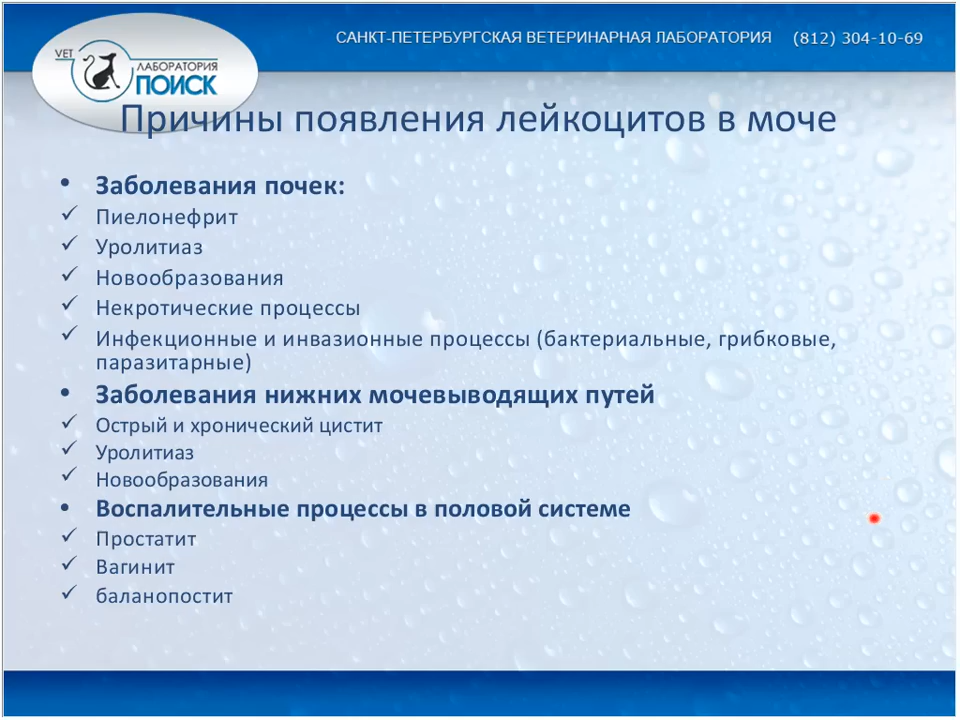 САНКТ-ПЕТЕРБУРГСКАЯ ВЕТЕРИНАРНАЯ ЛАБОРАТОРИЯ (812) 304-10-69
VET
ЛАБОРАТОРИЯ
ПОИСК
Причины появления лейкоцитов в моче
• Заболевания почек:
✓ Пиелонефрит
✓ Уролитиаз
✓ Новообразования
✓ Некротические процессы
✓ Инфекционные и инвазионные процессы (бактериальные, грибковые,
паразитарные)
• Заболевания нижних мочевыводящих путей
✓ Острый и хронический цистит
✓ Уролитиаз
✓ Новообразования
• Воспалительные процессы в половой системе
✓ Простатит
✓ Вагинит
✓ баланопостит